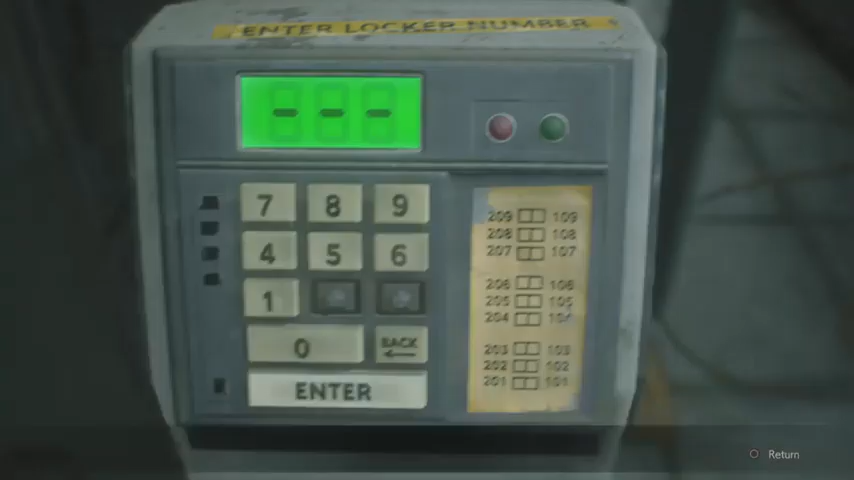 ENTER LOCKER NUMBER
- - -
7 8 9
4 5 6
1
0 BACK
ENTER
209 109
208 108
207 107
206 106
205 105
204 104
203 103
202 102
201 101
Return